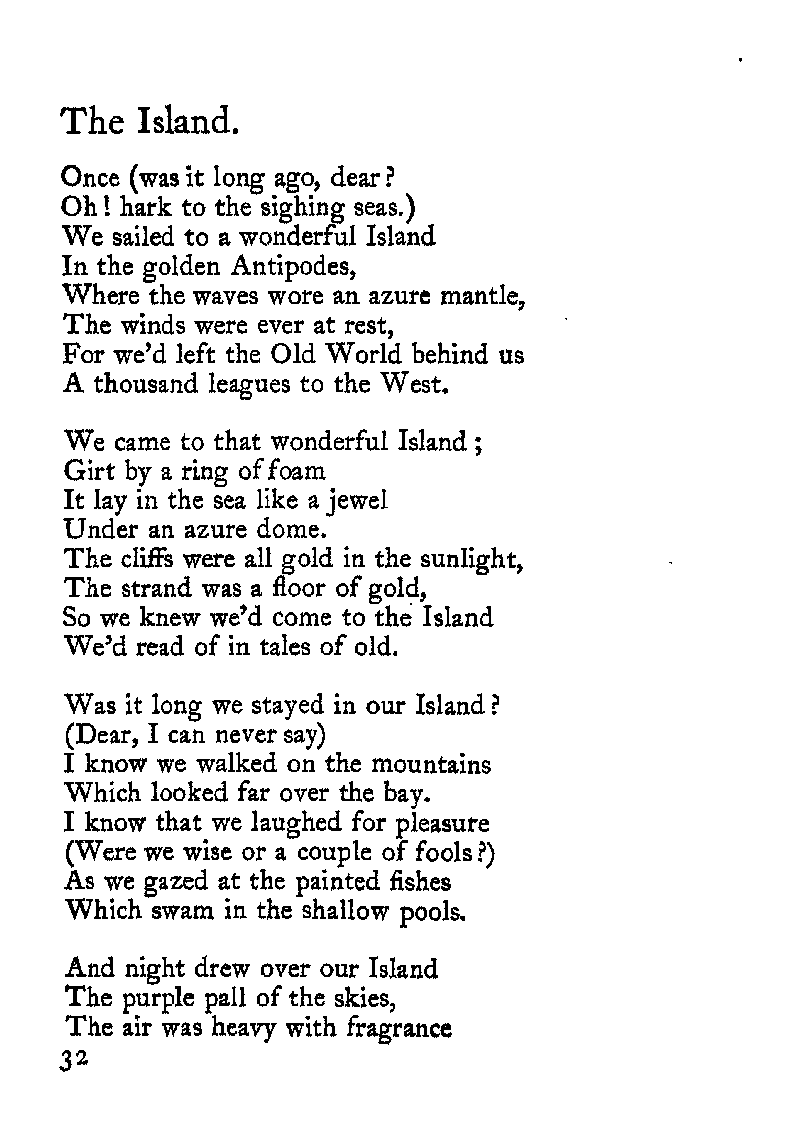 The Island.
Once (was it long ago, dear?
Oh! hark to the sighing seas.)
We sailed to a wonderful Island
In the golden Antipodes,
Where the waves wore an azure mantle,
The winds were ever at rest,
For we'd left the Old World behind us
A thousand leagues to the West.
We came to that wonderful Island;
Girt by a ring of foam
It lay in the sea like a jewel
Under an azure dome.
The cliffs were all gold in the sunlight,
The strand was a floor of gold,
So we knew we'd come to the Island
We'd read of in tales of old.
Was it long we stayed in our Island?
(Dear, I can never say)
I know we walked on the mountains
Which looked far over the bay.
I know that we laughed for pleasure
(Were we wise or a couple of fools?)
As we gazed at the painted fishes
Which swam in the shallow pools.
And night drew over our Island
The purple pall of the skies,
The air was heavy with fragrance
32